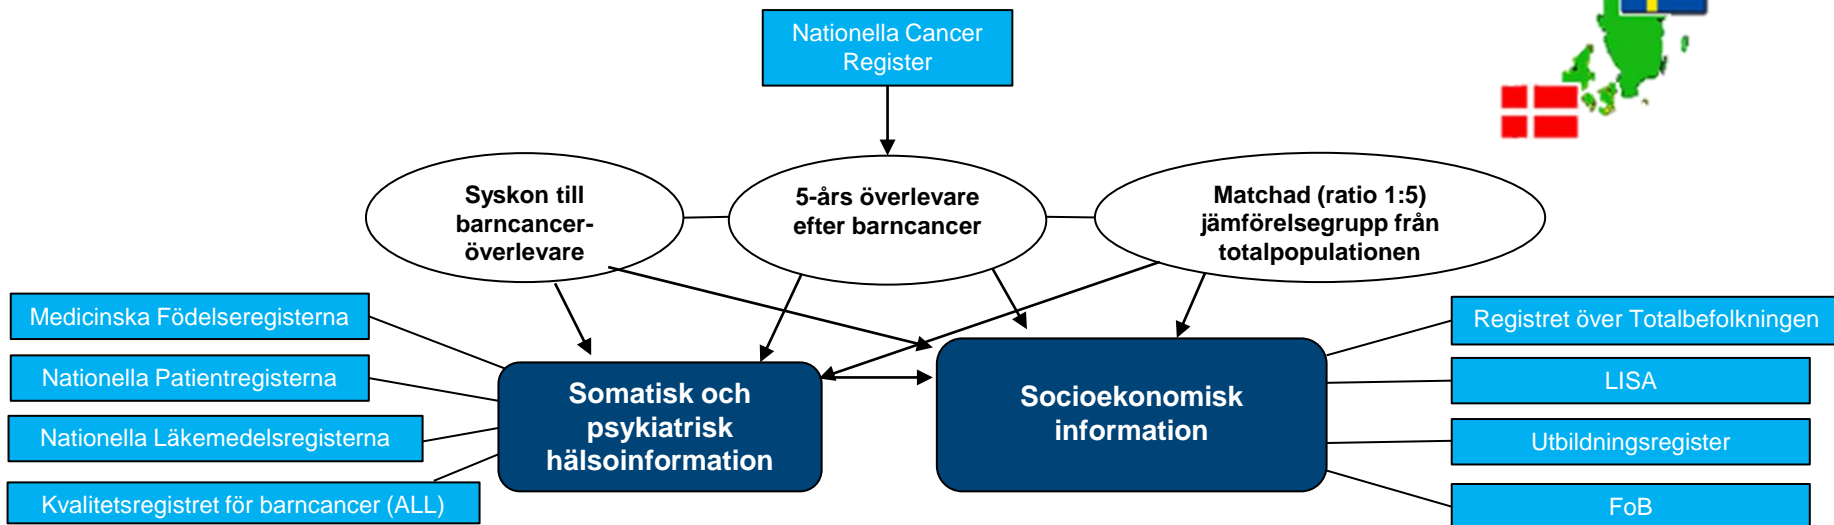 Nationella Cancer
Register
Syskon till
barncancer-
överlevare
5-års överlevare
efter barncancer
Matchad (ratio 1:5)
jämförelsegrupp från
totalpopulationen
Medicinska Födelseregisterna
Nationella Patientregisterna
Nationella Läkemedelsregisterna
Kvalitetsregistret för barncancer (ALL)
Somatisk och
psykiatrisk
hälsoinformation
Socioekonomisk
information
Registret över Totalbefolkningen
LISA
Utbildningsregister
FoB